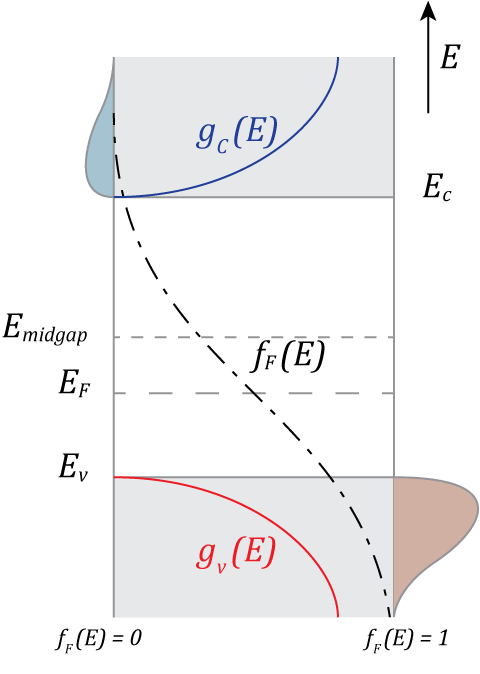 E
g_C(E)
E_c
E_midgap
f_F(E)
E_F
E_v
g_v(E)
f_F(E) = 0
f_F(E) = 1